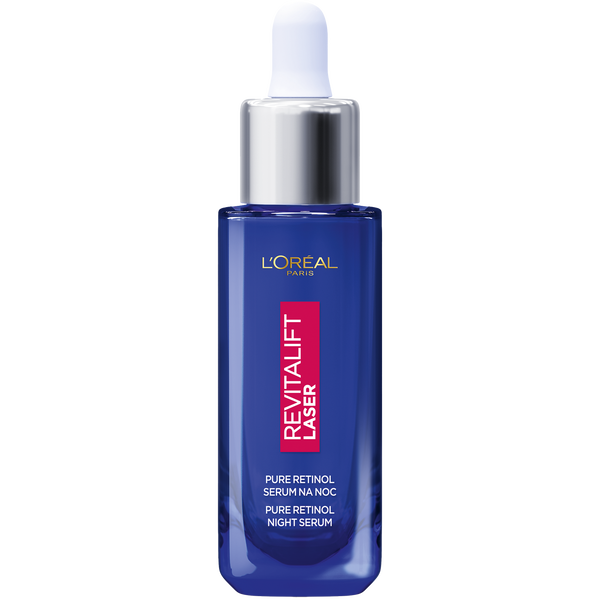 L'ORÉAL
PARIS
REVITALIFT
LASER
PURE RETINOL
SERUM NA NOC
PURE RETINOL
NIGHT SERUM